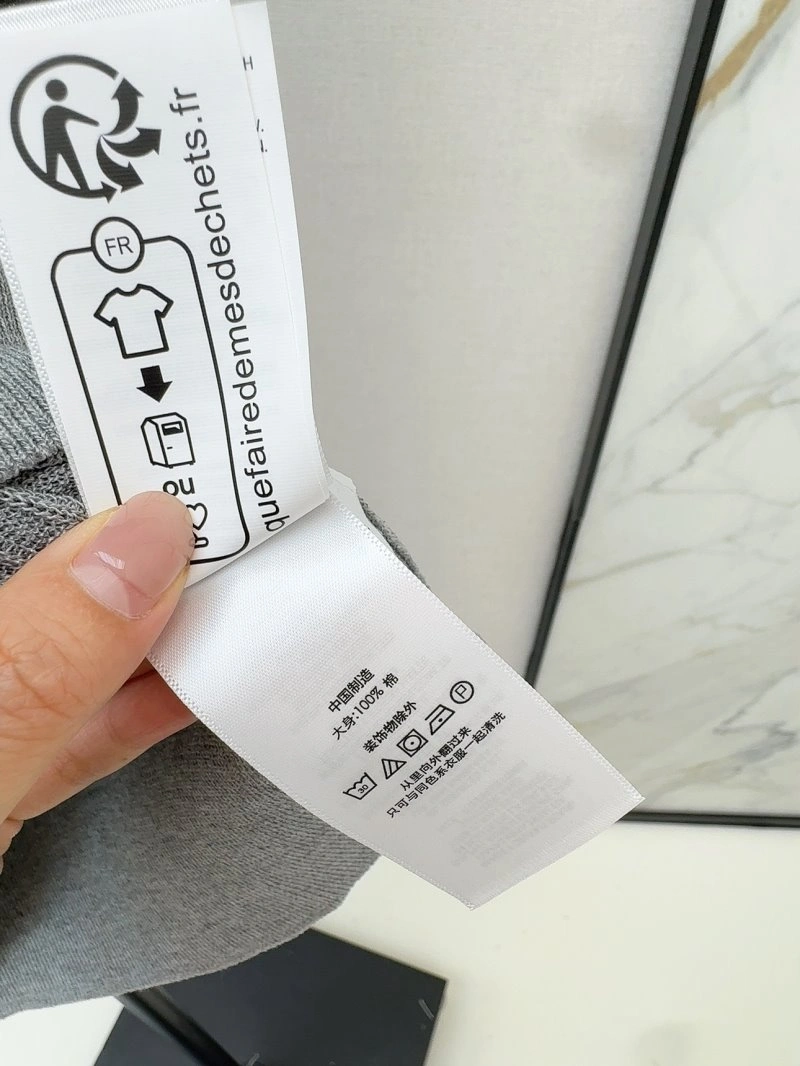 FR
quefairedemesdechets.fr
中国制造
大身:100% 棉
装饰物除外
30
P
从里向外翻过来
只可与同色系衣服一起清洗